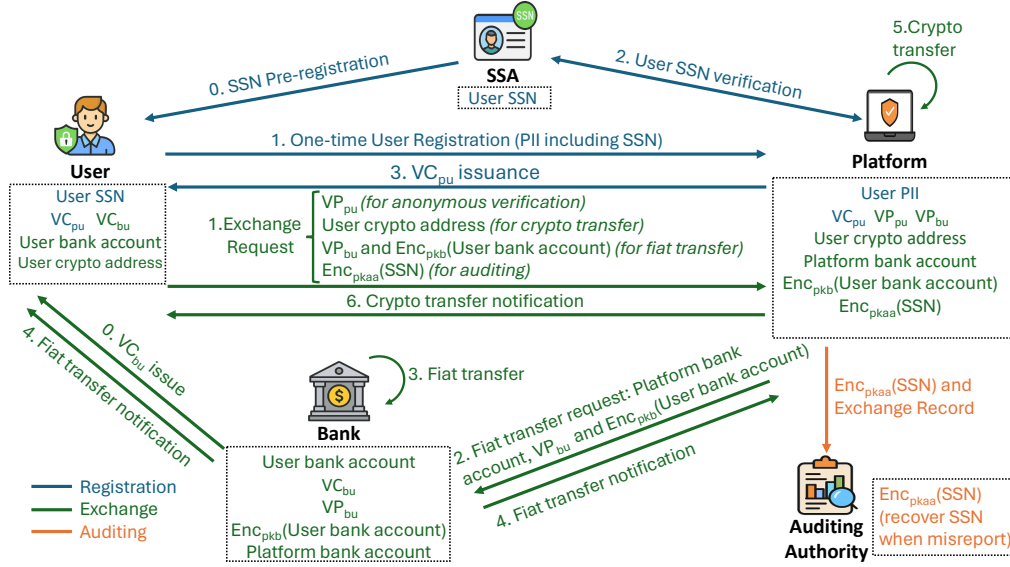 SSN
SSA
User SSN
0. SSN Pre-registration
2. User SSN verification
5.Crypto
transfer
User
1. One-time User Registration (PII including SSN)
Platform
3. VCpu issuance
User SSN
VCpu VCbu
User bank account
User crypto address
1.Exchange
Request
VPpu (for anonymous verification)
User crypto address (for crypto transfer)
VPbu and Encpkb(User bank account) (for fiat transfer)
Encpkaa(SSN) (for auditing)
6. Crypto transfer notification
User PII
VCpu VPpu VPbu
User crypto address
Platform bank account
Encpkb(User bank account)
Encpkaa(SSN)
0. VCbu issue
4. Fiat transfer notification
3. Fiat transfer
Bank
User bank account
VCbu
VPbu
Encpkb(User bank account)
Platform bank account
2. Fiat transfer request: Platform bank
account, VPbu and Encpkb(User bank account)
4. Fiat transfer notification
Encpkaa(SSN) and
Exchange Record
Auditing
Authority
Encpkaa(SSN)
(recover SSN
when misreport)
Registration
Exchange
Auditing